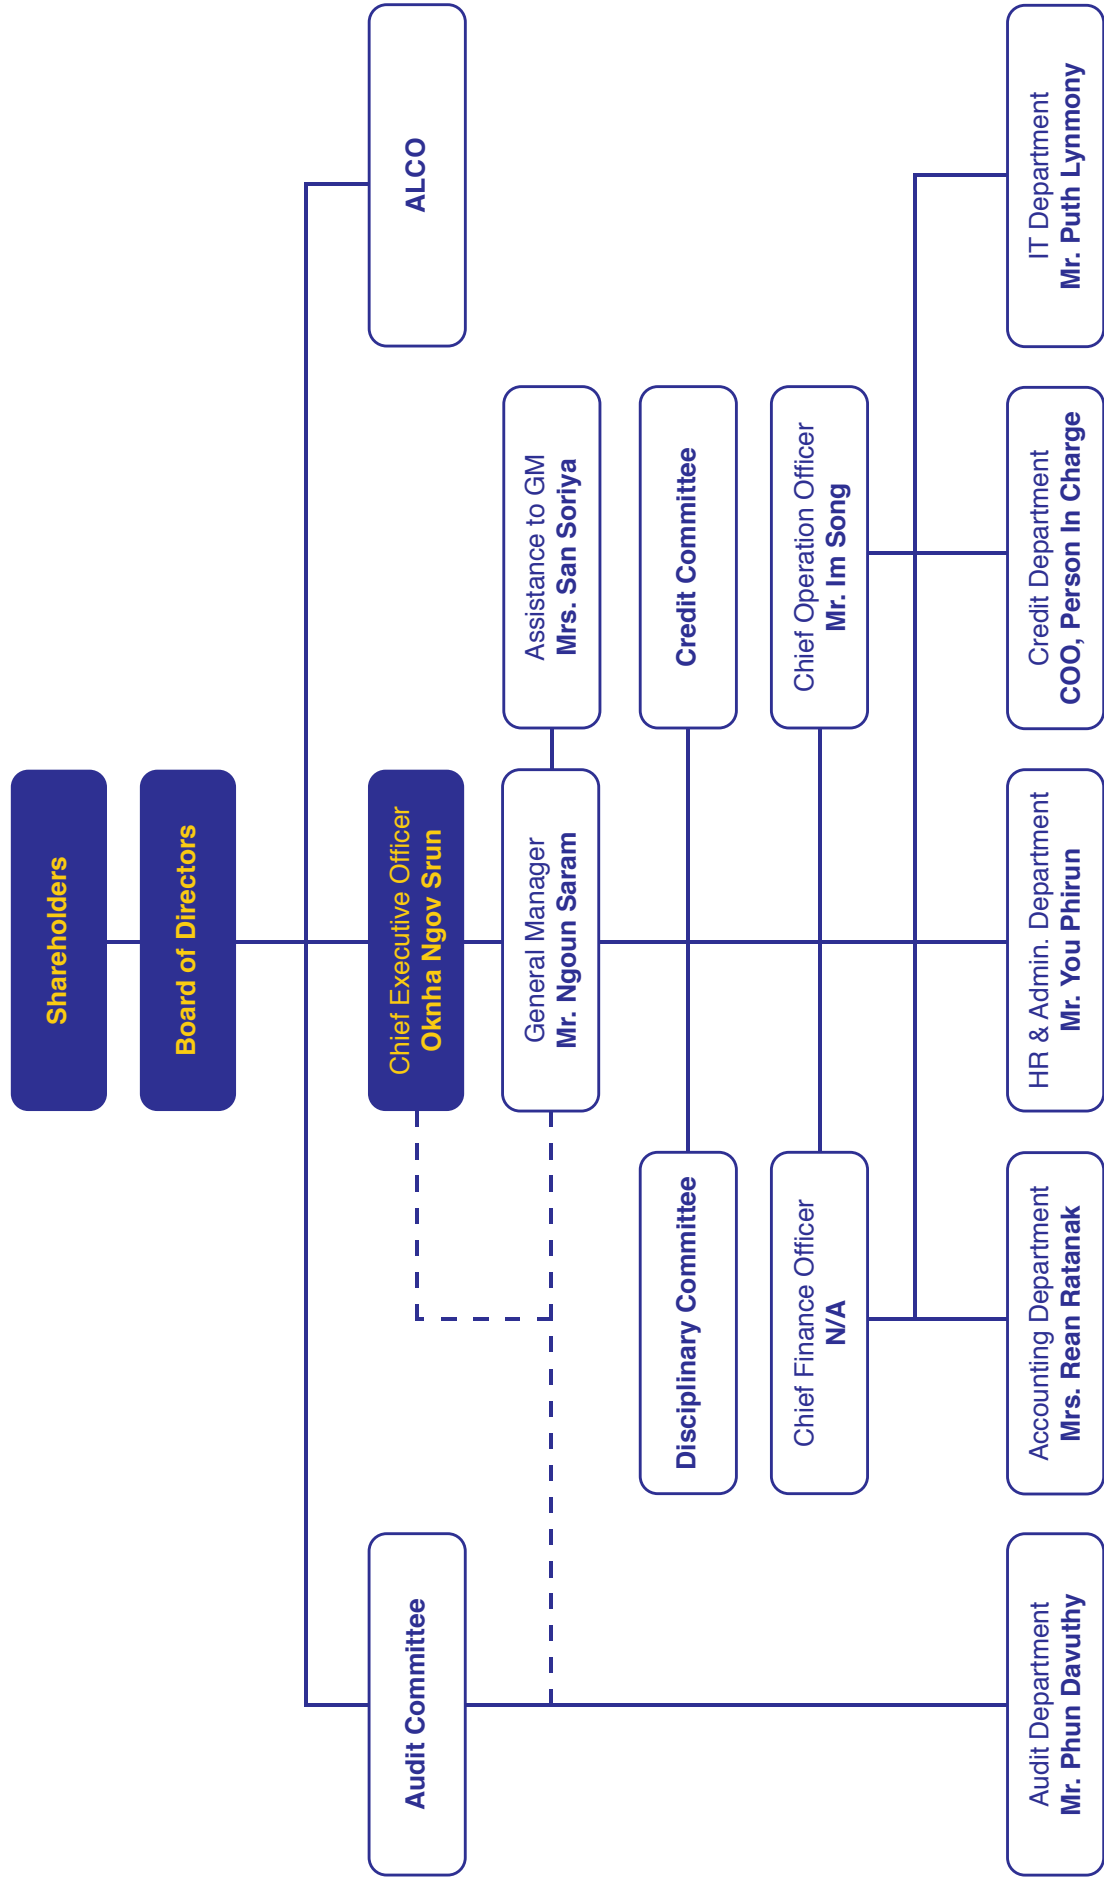 Shareholders
Board of Directors
Audit Committee
Chief Executive Officer
Oknha Ngov Srun
ALCO
General Manager
Mr. Ngoun Saram
Assistance to GM
Mrs. San Soriya
Disciplinary Committee
Credit Committee
Chief Finance Officer
N/A
Chief Operation Officer
Mr. Im Song
Audit Department
Mr. Phun Davuthy
Accounting Department
Mrs. Rean Ratanak
HR & Admin. Department
Mr. You Phirun
Credit Department
COO, Person In Charge
IT Department
Mr. Puth Lynmony